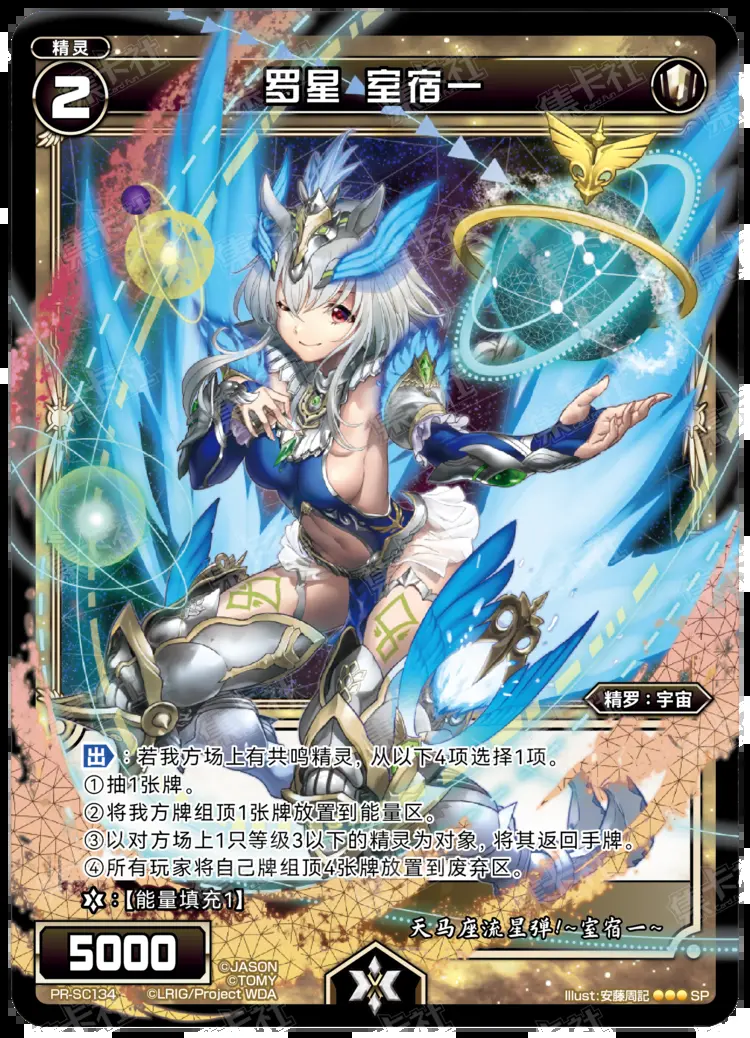 精灵
2
罗星 室宿一
精罗:宇宙
出:若我方场上有共鸣精灵,从以下4项选择1项。
①抽1张牌。
②将我方牌组顶1张牌放置到能量区。
③以对方场上1只等级3以下的精灵为对象,将其返回手牌。
④所有玩家将自己牌组顶4张牌放置到废弃区。
:【能量填充1】
天马座流星弹!~室宿一~
5000
©JASON
©TOMY
PR-SC134 ©LRIG/Project WDA
Illust:安藤周記 SP
集卡社